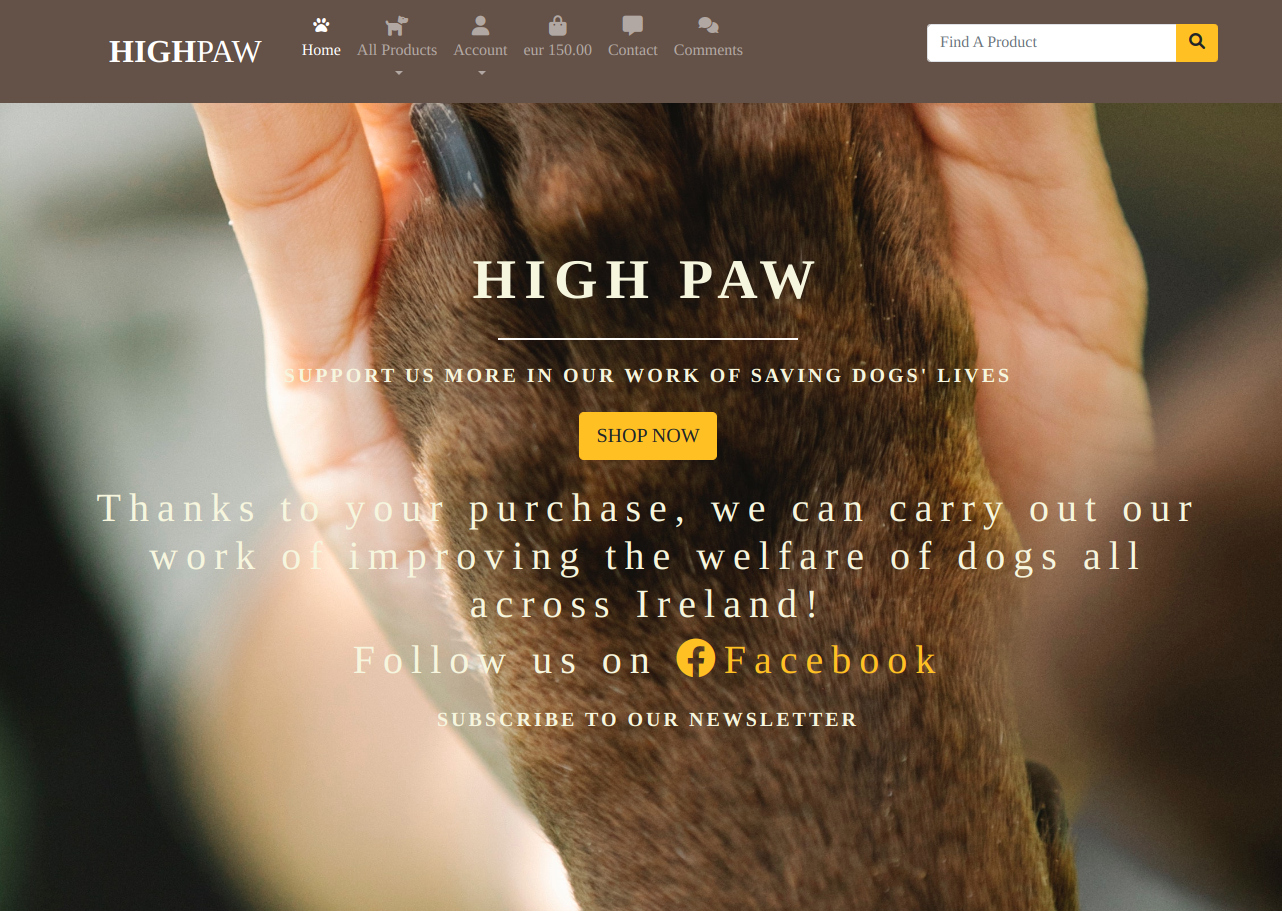 HIGHPAW
Home
All Products
Account
eur 150.00
Contact
Comments
Find A Product
HIGH PAW
SUPPORT US MORE IN OUR WORK OF SAVING DOGS' LIVES
SHOP NOW
Thanks to your purchase, we can carry out our
work of improving the welfare of dogs all
across Ireland!
Follow us on Facebook
SUBSCRIBE TO OUR NEWSLETTER